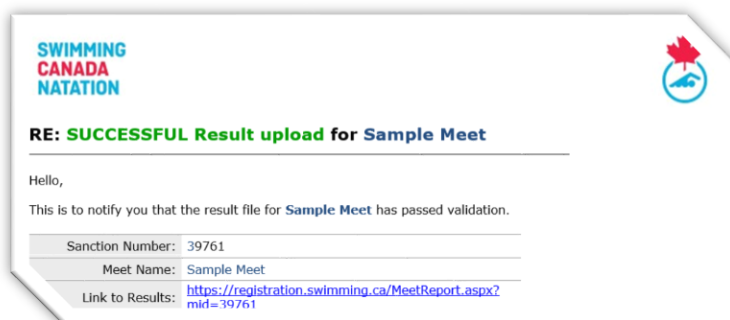 SWIMMING
CANADA
NATATION
RE: SUCCESSFUL Result upload for Sample Meet
Hello,
This is to notify you that the result file for Sample Meet has passed validation.
Sanction Number: 39761
Meet Name: Sample Meet
Link to Results: https://registration.swimming.ca/MeetReport.aspx?
mid=39761